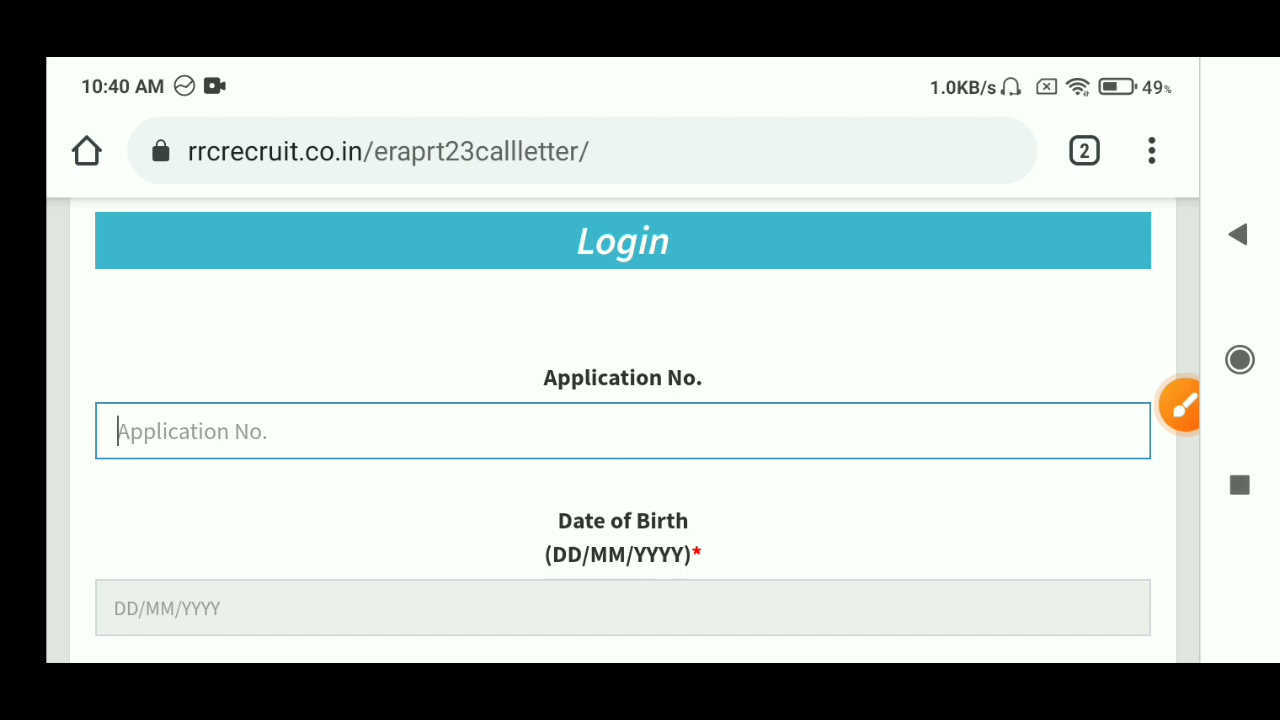 10:40 AM 1.0KB/s 49%
rrcrecruit.co.in/eraprt23callletter/ 2
Login
Application No.
Application No.
Date of Birth
(DD/MM/YYYY)*
DD/MM/YYYY